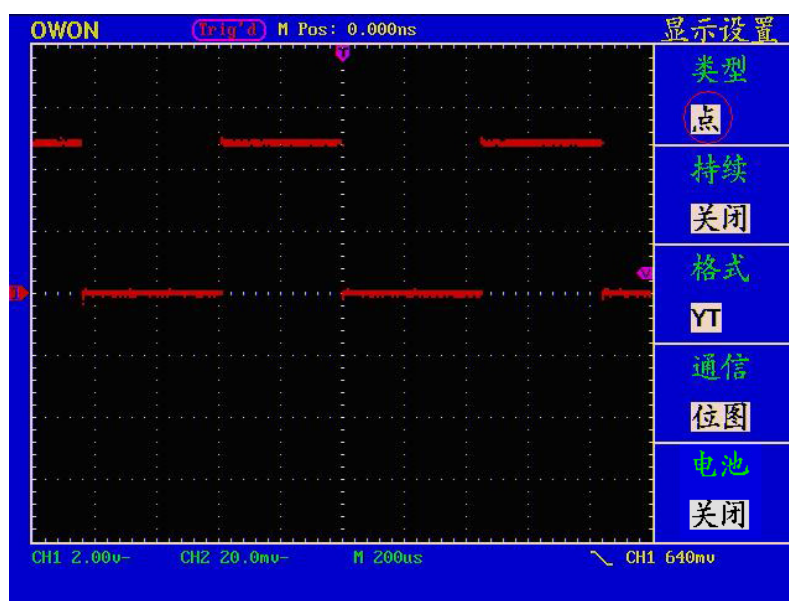 OWON Trig'd M Pos: 0.000ns 显示设置
T
类型
点
持续
关闭
格式
YT
1
通信
位图
电池
关闭
CH1 2.00v- CH2 20.0mv- M 200us CH1 640mv